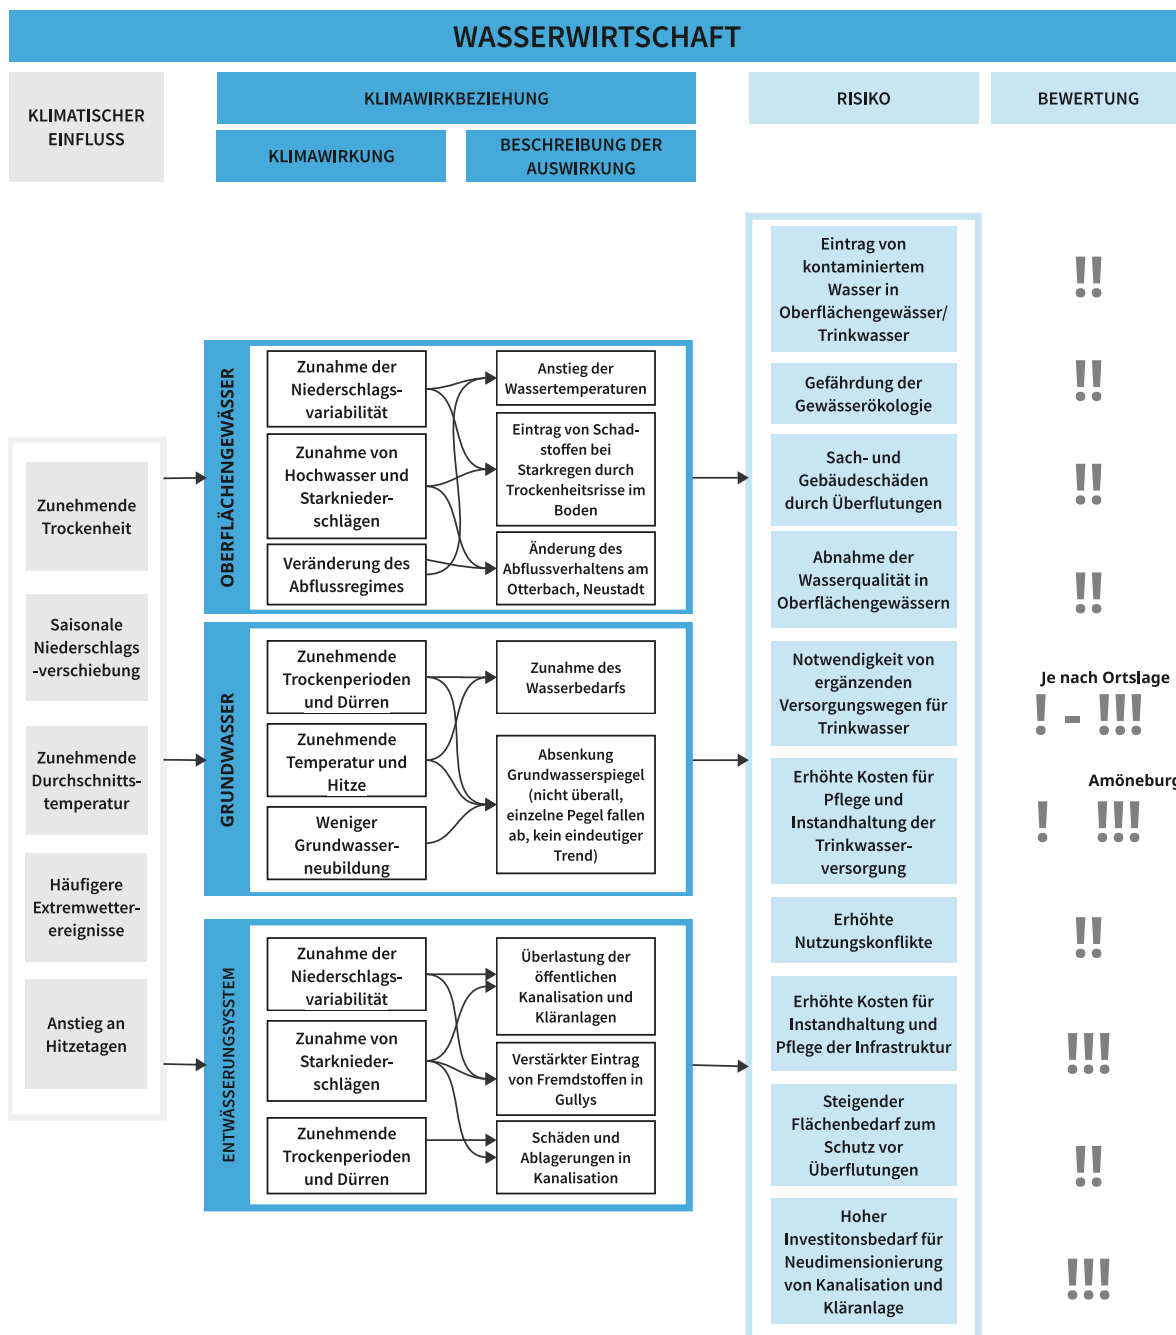 WASSERWIRTSCHAFT
KLIMATISCHER
EINFLUSS
KLIMAWIRKBEZIEHUNG
RISIKO
BEWERTUNG
KLIMAWIRKUNG
BESCHREIBUNG DER
AUSWIRKUNG
Zunehmende
Trockenheit
Saisonale
Niederschlags
-verschiebung
Zunehmende
Durchschnitts-
temperatur
Häufigere
Extremwetter-
ereignisse
Anstieg an
Hitzetagen
OBERFLÄCHENGEWÄSSER
Zunahme der
Niederschlags-
variabilität
Zunahme von
Hochwasser und
Starknieder-
schlägen
Veränderung des
Abflussregimes
Anstieg der
Wassertemperaturen
Eintrag von Schad-
stoffen bei
Starkregen durch
Trockenheitsrisse im
Boden
Änderung des
Abflussverhaltens am
Otterbach, Neustadt
GRUNDWASSER
Zunehmende
Trockenperioden
und Dürren
Zunehmende
Temperatur und
Hitze
Weniger
Grundwasser-
neubildung
Zunahme des
Wasserbedarfs
Absenkung
Grundwasserspiegel
(nicht überall,
einzelne Pegel fallen
ab, kein eindeutiger
Trend)
ENTWÄSSERUNGSYSSTEM
Zunahme der
Niederschlags-
variabilität
Zunahme von
Starknieder-
schlägen
Zunehmende
Trockenperioden
und Dürren
Überlastung der
öffentlichen
Kanalisation und
Kläranlagen
Verstärkter Eintrag
von Fremdstoffen in
Gullys
Schäden und
Ablagerungen in
Kanalisation
Eintrag von
kontaminiertem
Wasser in
Oberflächengewässer/
Trinkwasser
!!
Gefährdung der
Gewässerökologie
!!
Sach- und
Gebäudeschäden
durch Überflutungen
!!
Abnahme der
Wasserqualität in
Oberflächengewässern
!!
Notwendigkeit von
ergänzenden
Versorgungswegen für
Trinkwasser
Je nach Ortslage
! - !!!
Erhöhte Kosten für
Pflege und
Instandhaltung der
Trinkwasser-
versorgung
Amöneburg
! !!!
Erhöhte
Nutzungskonflikte
!!
Erhöhte Kosten für
Instandhaltung und
Pflege der Infrastruktur
!!!
Steigender
Flächenbedarf zum
Schutz vor
Überflutungen
!!
Hoher
Investitonsbedarf für
Neudimensionierung
von Kanalisation und
Kläranlage
!!!